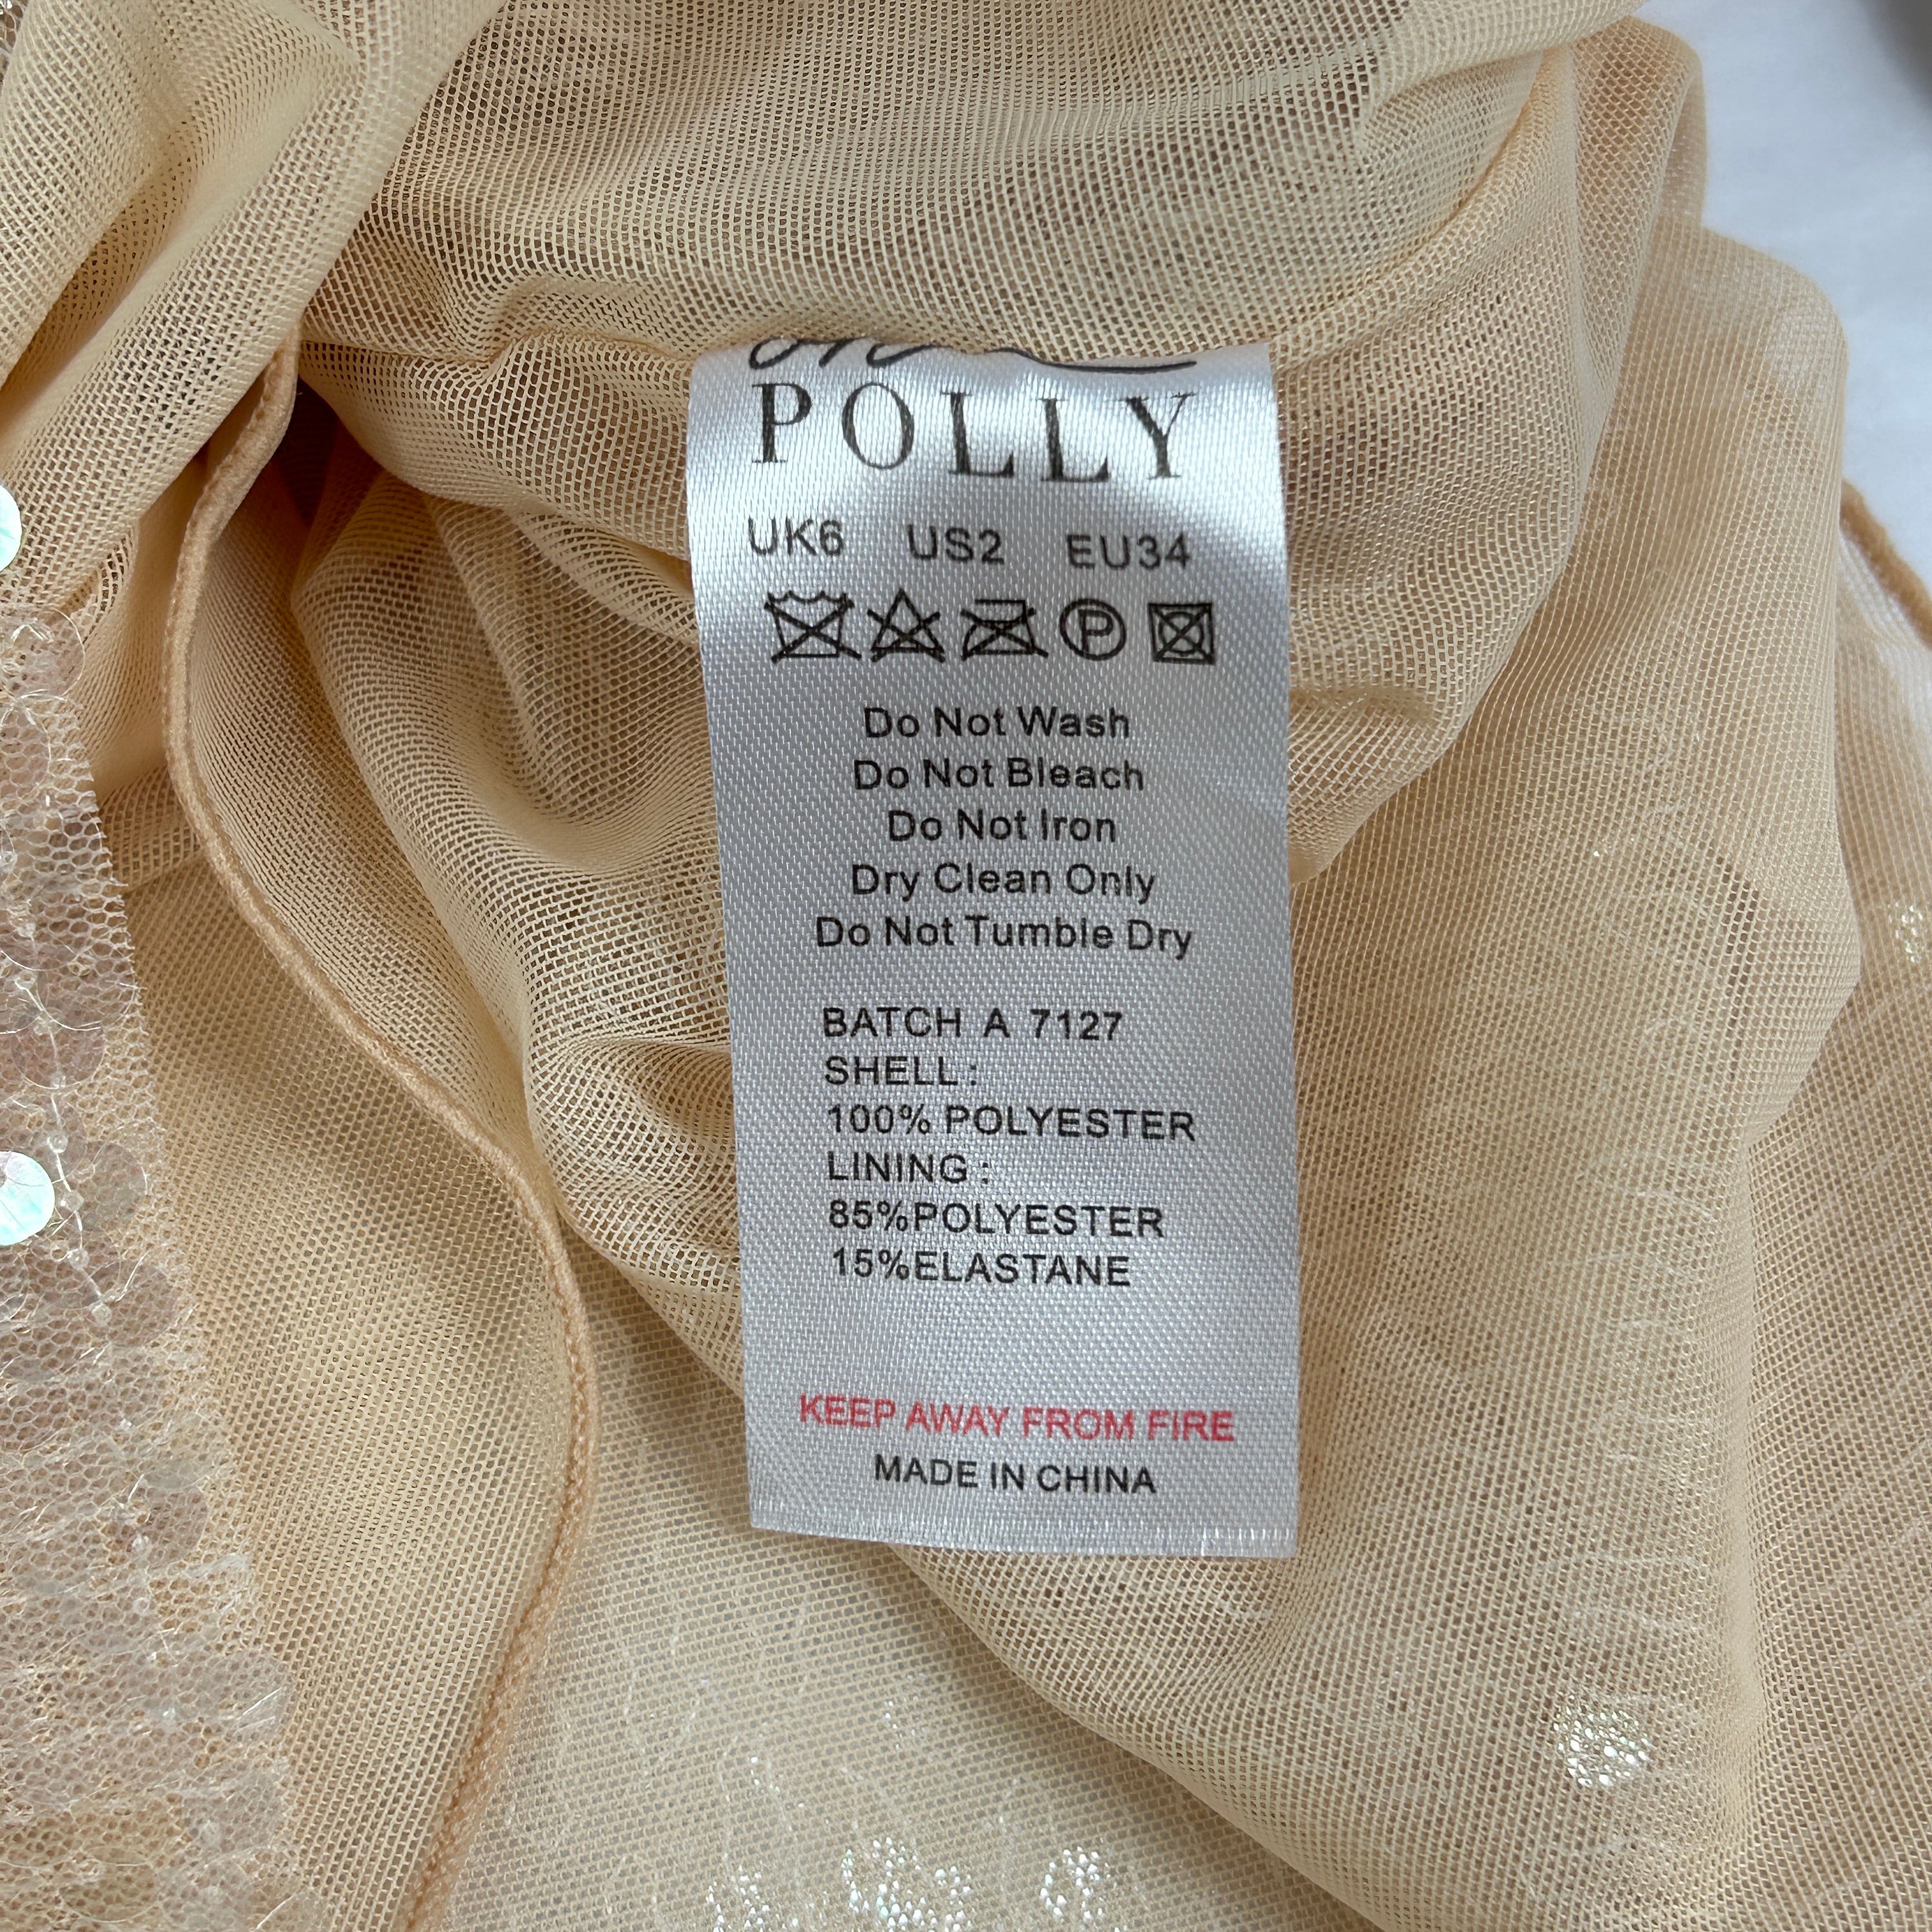 POLLY
UK6 US2 EU34
P
Do Not Wash
Do Not Bleach
Do Not Iron
Dry Clean Only
Do Not Tumble Dry
BATCH A 7127
SHELL:
100% POLYESTER
LINING:
85%POLYESTER
15%ELASTANE
KEEP AWAY FROM FIRE
MADE IN CHINA